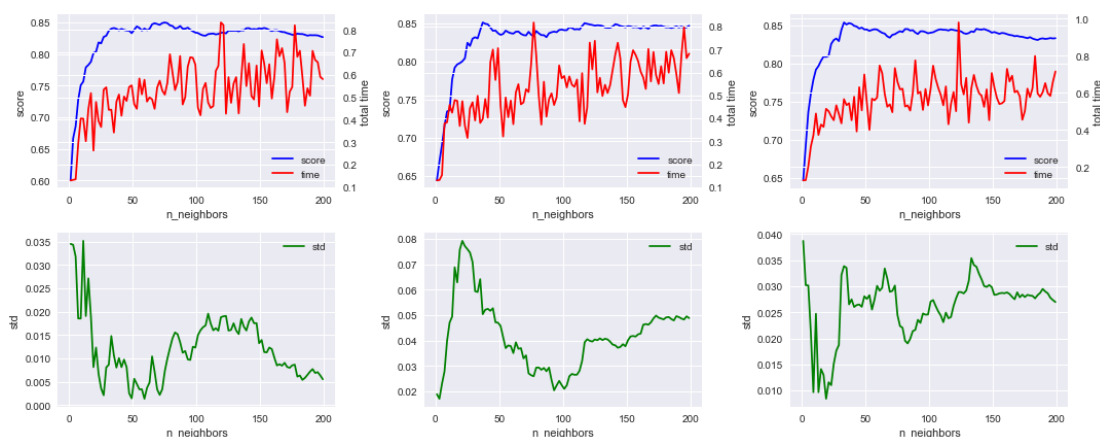 0.85
0.80
0.75
0.70
0.65
0.60
score
0.8
0.7
0.6
0.5
0.4
0.3
0.2
0.1
total time
score
time
0 50 100 150 200
n_neighbors
0.85
0.80
0.75
0.70
0.65
score
0.8
0.7
0.6
0.5
0.4
0.3
0.2
0.1
total time
score
time
0 50 100 150 200
n_neighbors
0.85
0.80
0.75
0.70
0.65
score
1.0
0.8
0.6
0.4
0.2
total time
score
time
0 50 100 150 200
n_neighbors
0.035
0.030
0.025
0.020
0.015
0.010
0.005
0.000
std
std
0 50 100 150 200
n_neighbors
0.08
0.07
0.06
0.05
0.04
0.03
0.02
std
std
0 50 100 150 200
n_neighbors
0.040
0.035
0.030
0.025
0.020
0.015
0.010
std
std
0 50 100 150 200
n_neighbors